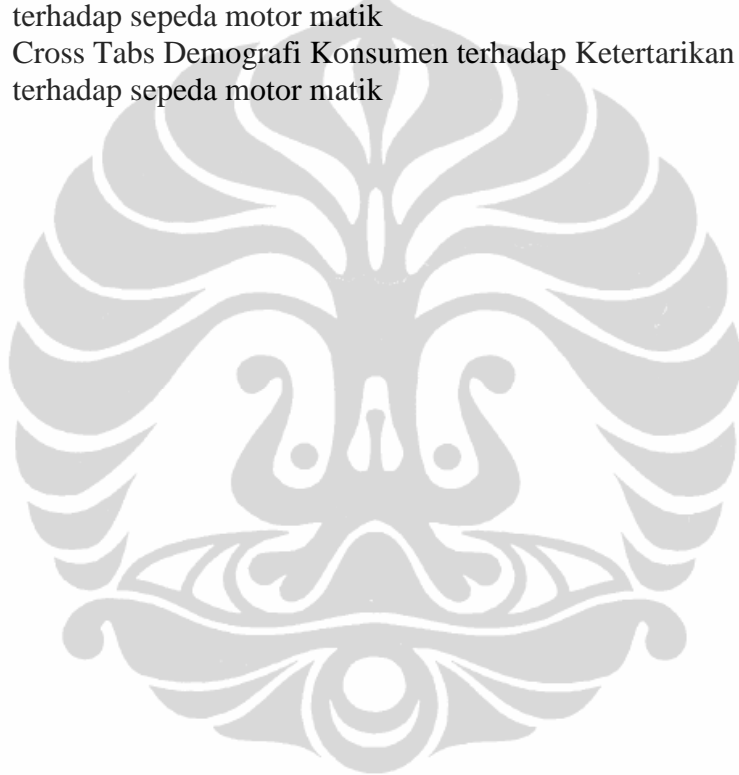 terhadap sepeda motor matik
Cross Tabs Demografi Konsumen terhadap Ketertarikan
terhadap sepeda motor matik